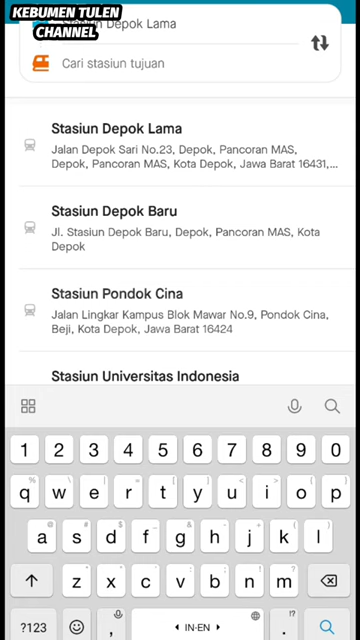 KEBUMEN TULEN
CHANNEL
Stasiun Depok Lama
Cari stasiun tujuan
Stasiun Depok Lama
Jalan Depok Sari No.23, Depok, Pancoran MAS,
Depok, Pancoran MAS, Kota Depok, Jawa Barat 16431,...
Stasiun Depok Baru
Jl. Stasiun Depok Baru, Depok, Pancoran MAS, Kota
Depok
Stasiun Pondok Cina
Jalan Lingkar Kampus Blok Mawar No.9, Pondok Cina,
Beji, Kota Depok, Jawa Barat 16424
Stasiun Universitas Indonesia
1 2 3 4 5 6 7 8 9 0
q w e r t y u i o p
a s d f g h j k l
z x c v b n m
?123 , IN·EN .